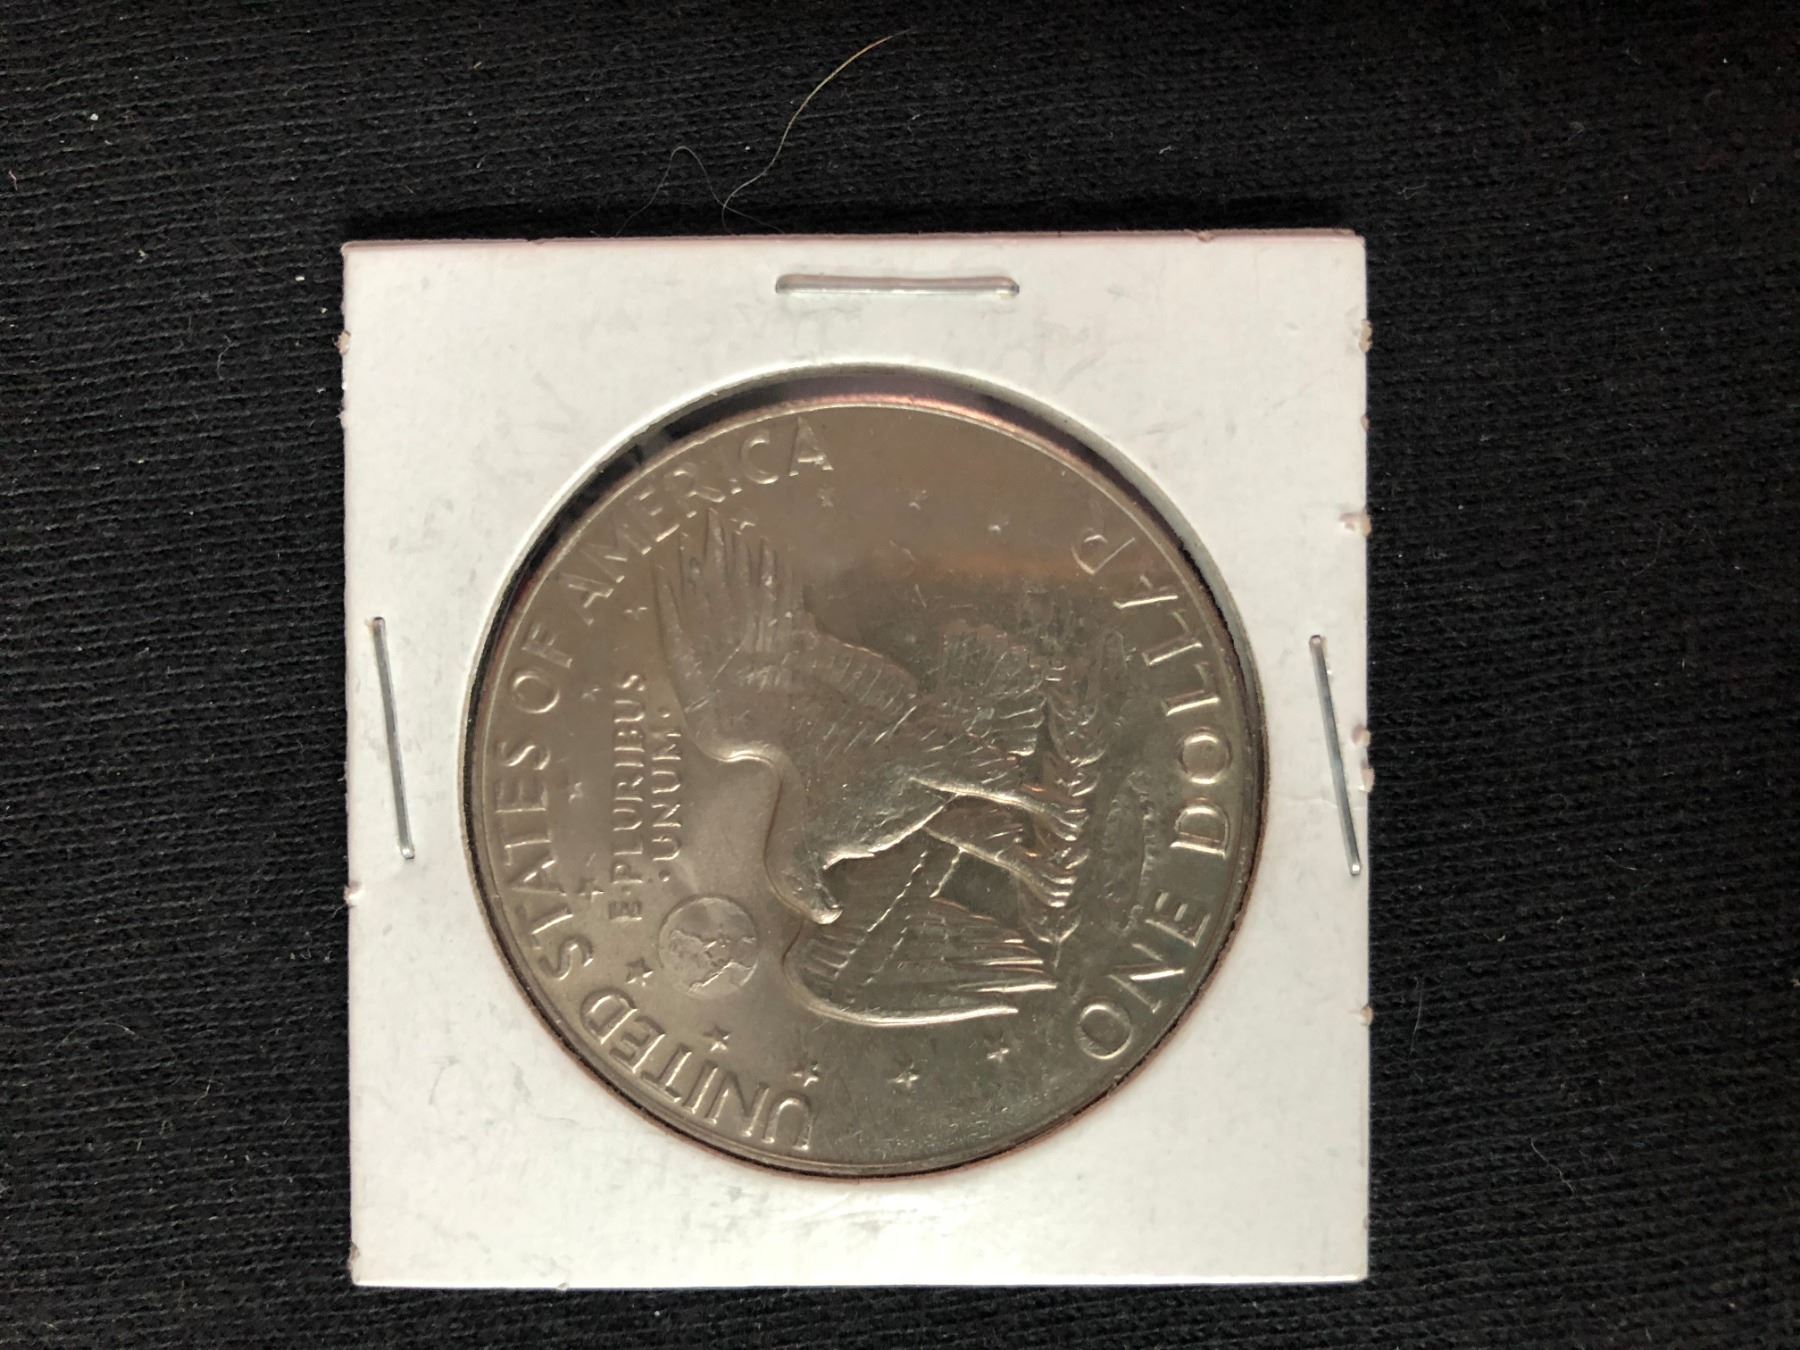 UNITED STATES OF AMERICA
E·PLURIBUS
·UNUM·
ONE DOLLAR